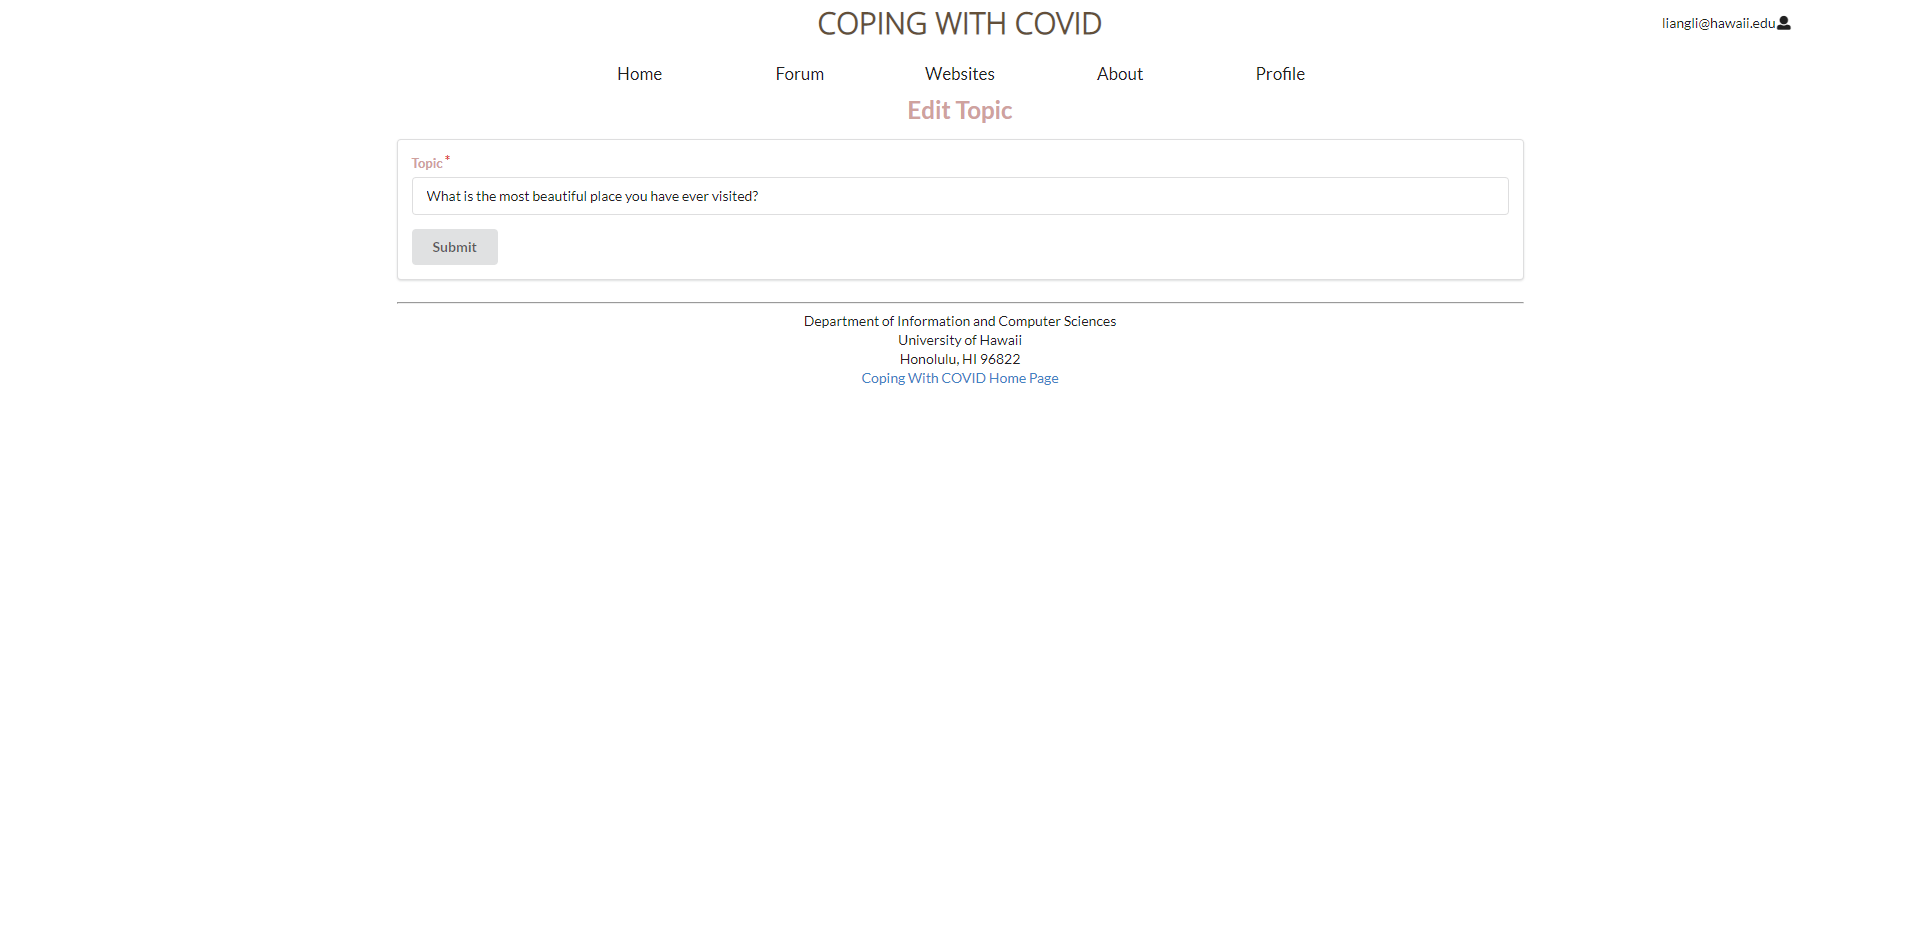 COPING WITH COVID
liangli@hawaii.edu
Home Forum Websites About Profile
Edit Topic
Topic*
What is the most beautiful place you have ever visited?
Submit
Department of Information and Computer Sciences
University of Hawaii
Honolulu, HI 96822
Coping With COVID Home Page